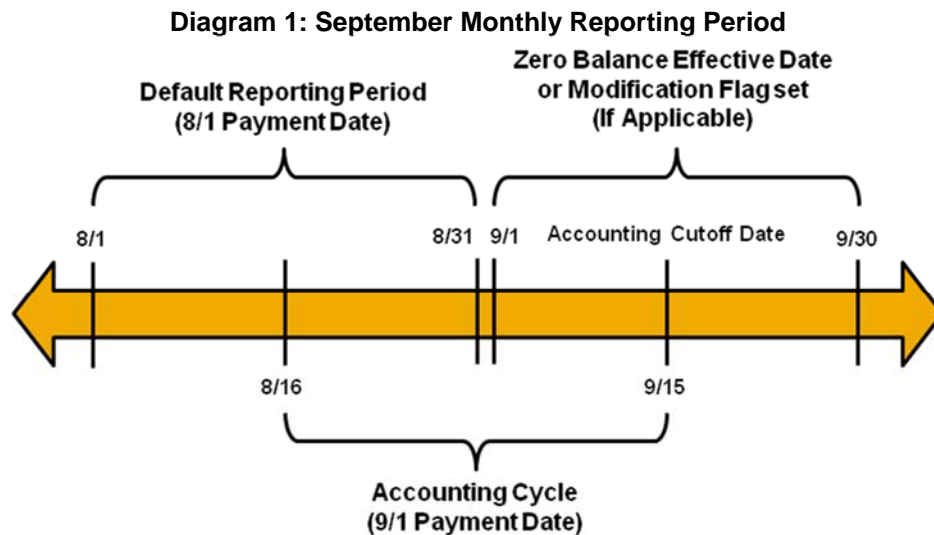 Diagram 1: September Monthly Reporting Period
Zero Balance Effective Date
or Modification Flag set
(If Applicable)
Default Reporting Period
(8/1 Payment Date)
8/1
8/31
9/1
Accounting Cutoff Date
9/30
8/16
9/15
Accounting Cycle
(9/1 Payment Date)